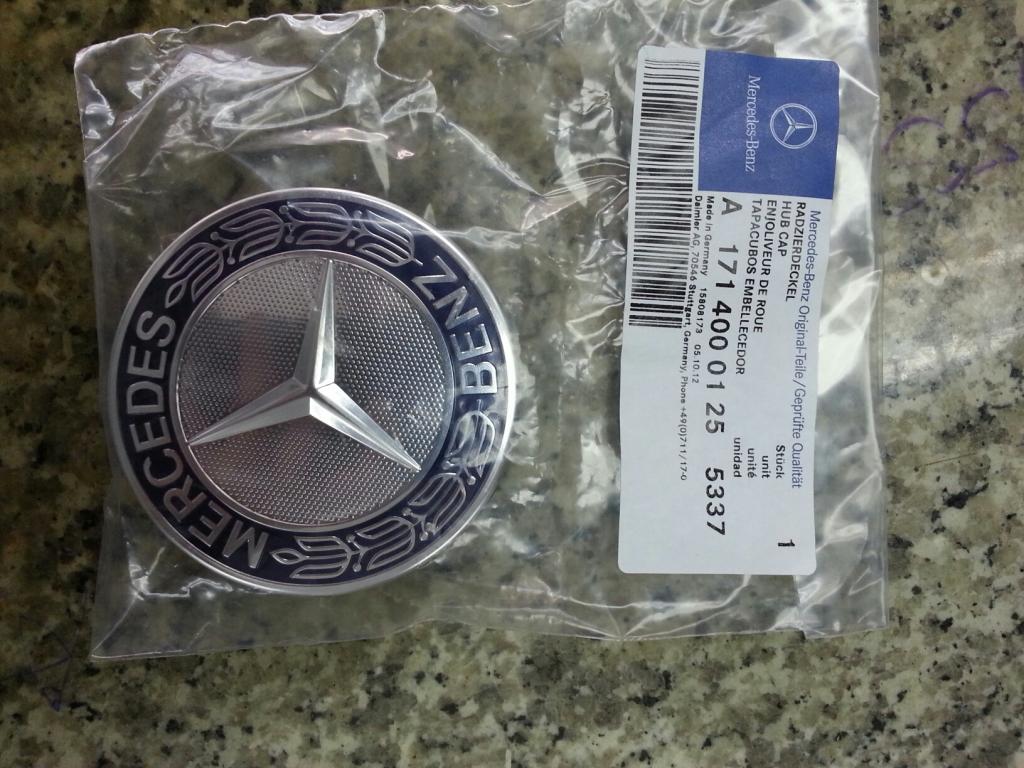 MERCEDES
BENZ
Mercedes-Benz
Mercedes-Benz Original-Teile/Geprüfte Qualität
RADZIERDECKEL
HUB CAP
ENJOLIVEUR DE ROUE
TAPACUBOS EMBELLECEDOR
Stück
unit
unité
unidad
1
A 171 400 01 25 5337
Made in Germany 15808173 05.10.12
Daimler AG, 70546 Stuttgart, Germany, Phone +49(0)711/17-0